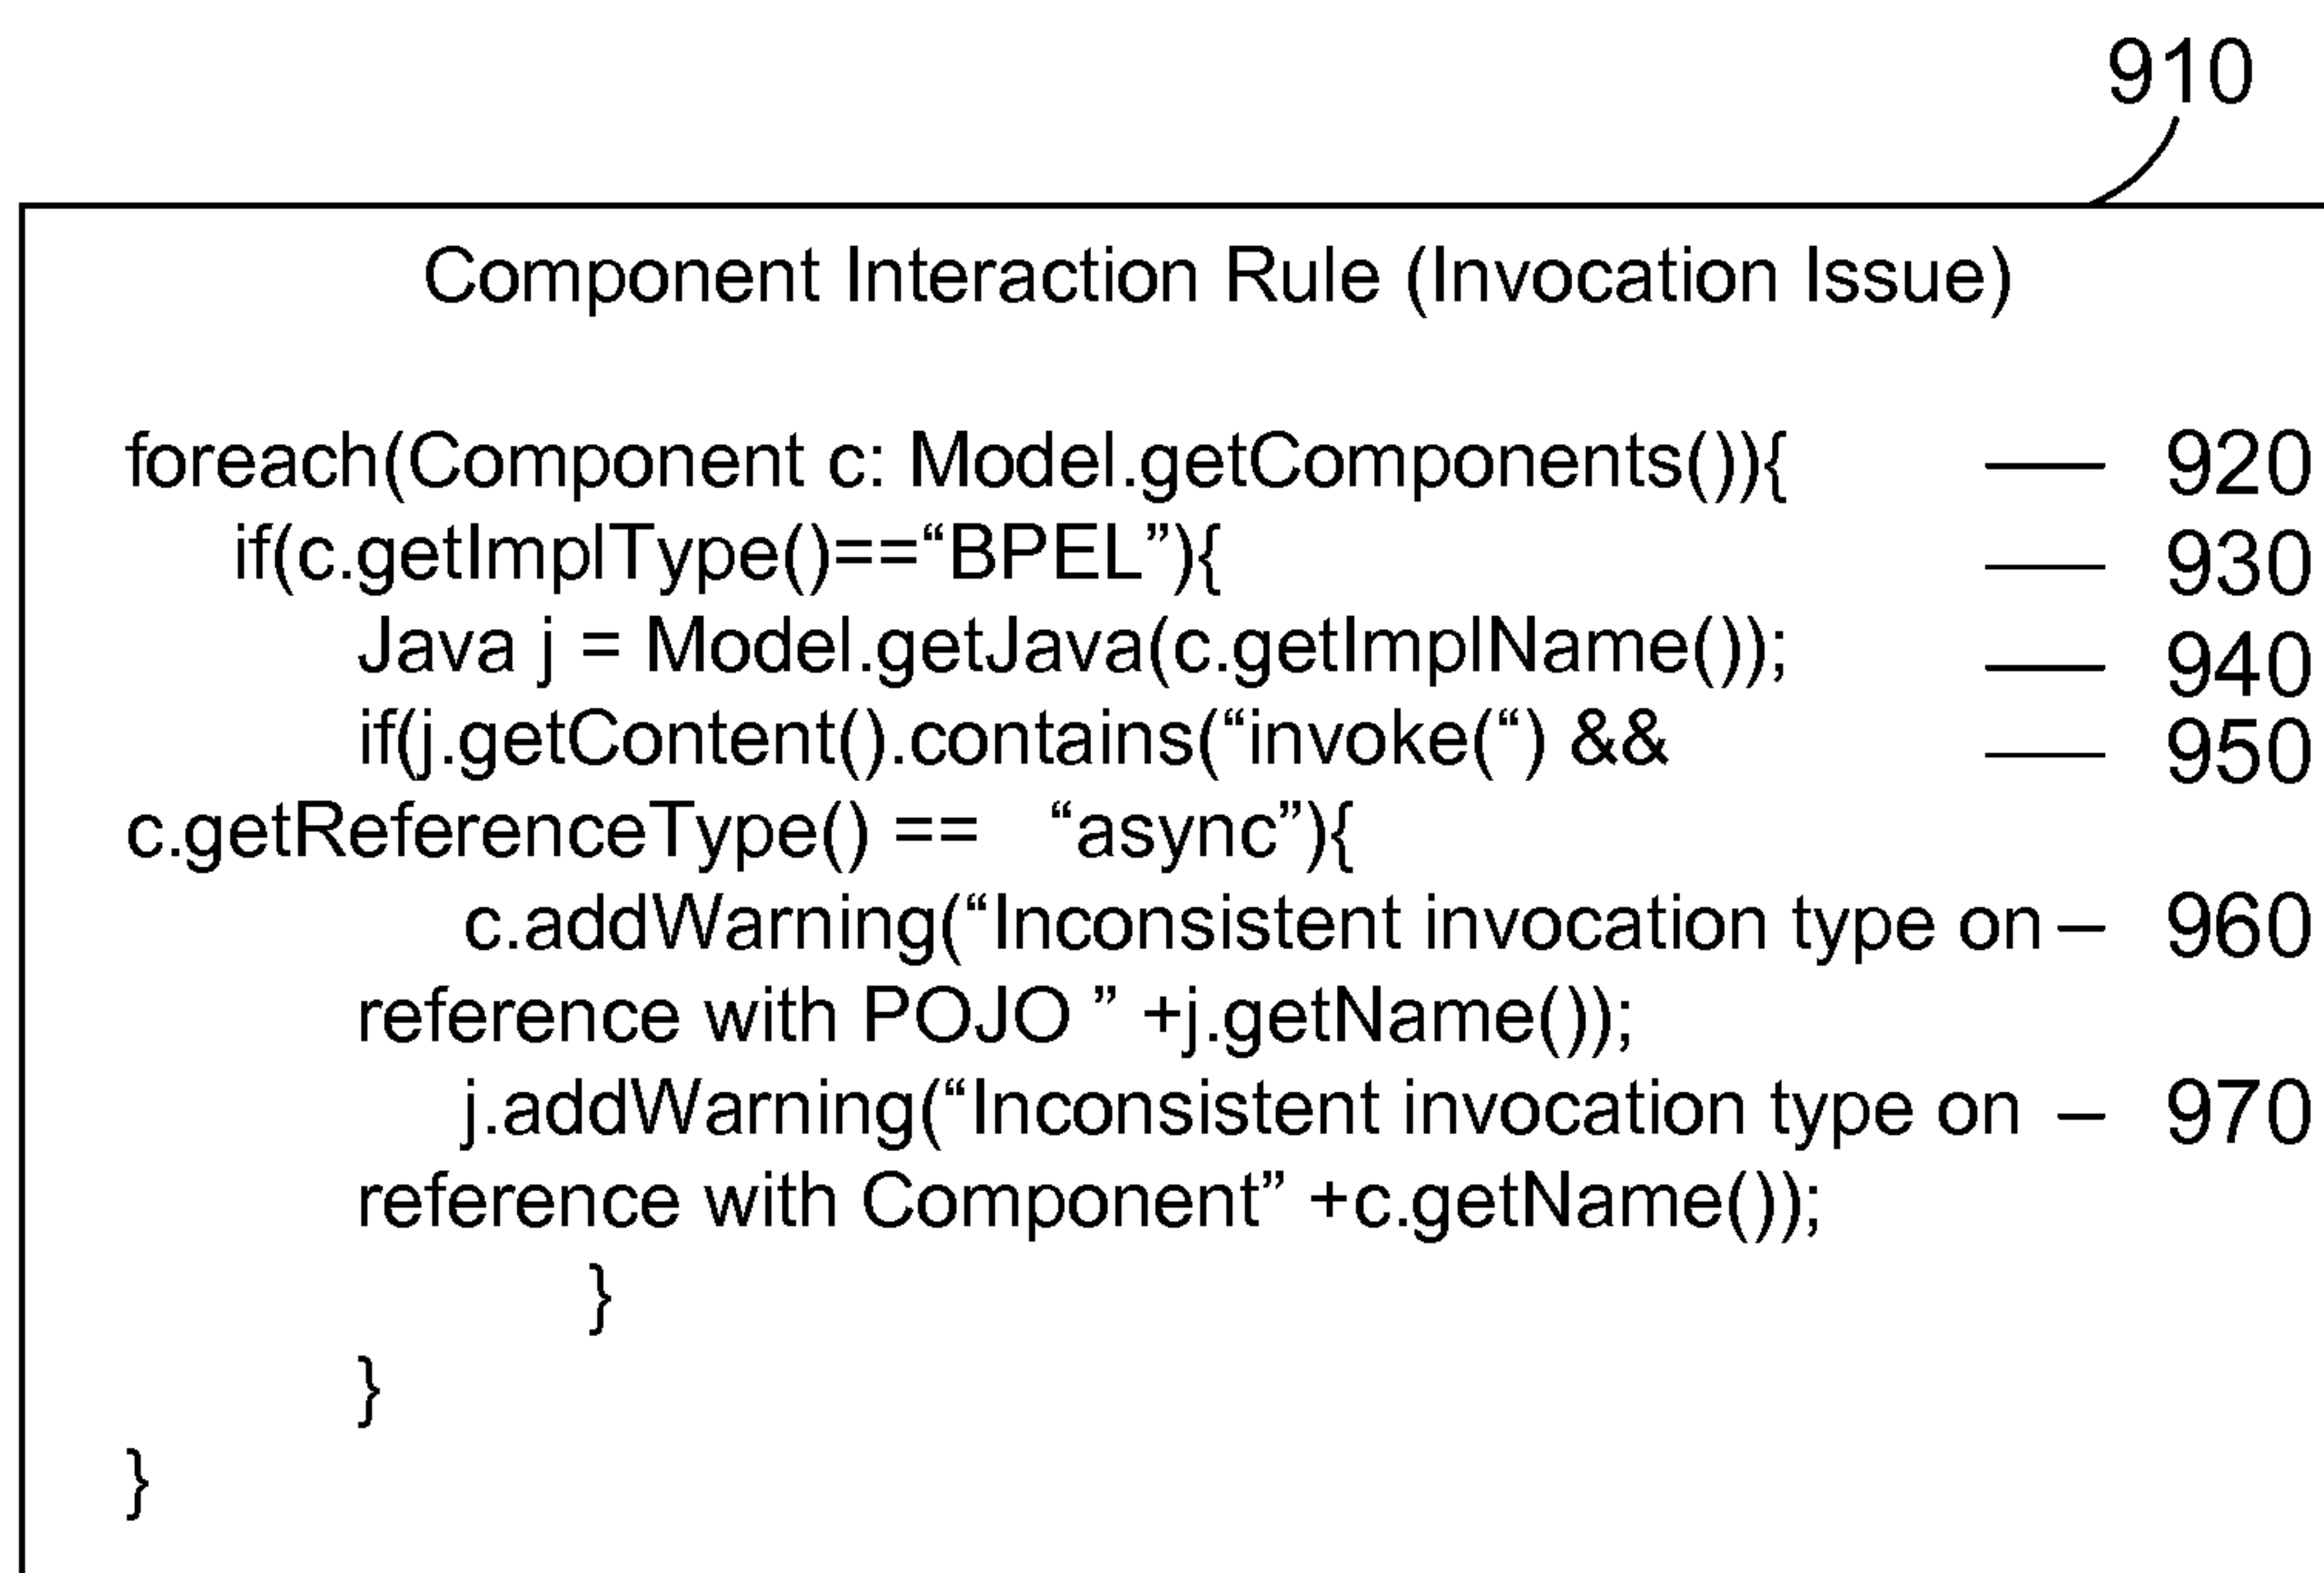 910
Component Interaction Rule (Invocation Issue)
foreach(Component c: Model.getComponents()){ — 920
if(c.getImplType()==“BPEL”){ — 930
Java j = Model.getJava(c.getImplName()); — 940
if(j.getContent().contains(“invoke(“) && — 950
c.getReferenceType() == “async”){
c.addWarning(“Inconsistent invocation type on – 960
reference with POJO ” +j.getName());
j.addWarning(“Inconsistent invocation type on – 970
reference with Component” +c.getName());
}
}
}